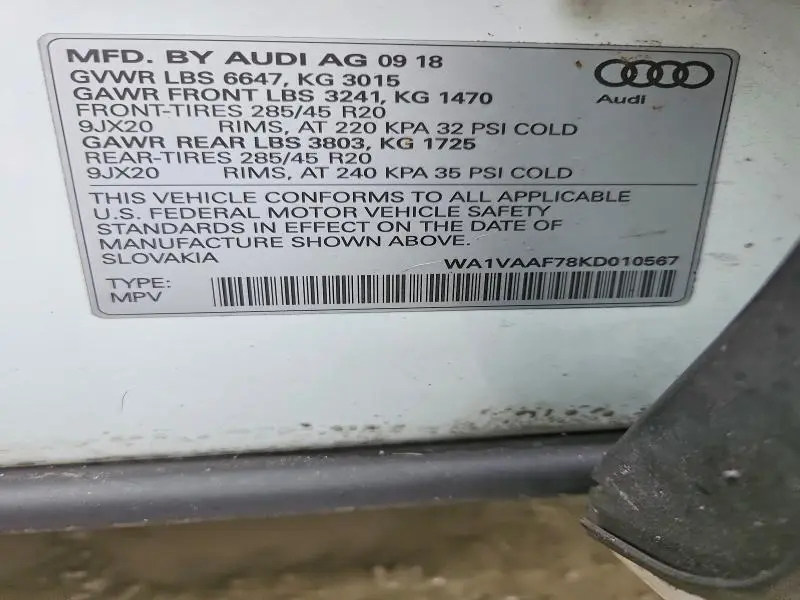 MFD. BY AUDI AG 09 18
GVWR LBS 6647, KG 3015
GAWR FRONT LBS 3241, KG 1470
FRONT-TIRES 285/45 R20
9JX20 RIMS, AT 220 KPA 32 PSI COLD
GAWR REAR LBS 3803, KG 1725
REAR-TIRES 285/45 R20
9JX20 RIMS, AT 240 KPA 35 PSI COLD
Audi
THIS VEHICLE CONFORMS TO ALL APPLICABLE
U.S. FEDERAL MOTOR VEHICLE SAFETY
STANDARDS IN EFFECT ON THE DATE OF
MANUFACTURE SHOWN ABOVE.
SLOVAKIA WA1VAAF78KD010567
TYPE:
MPV